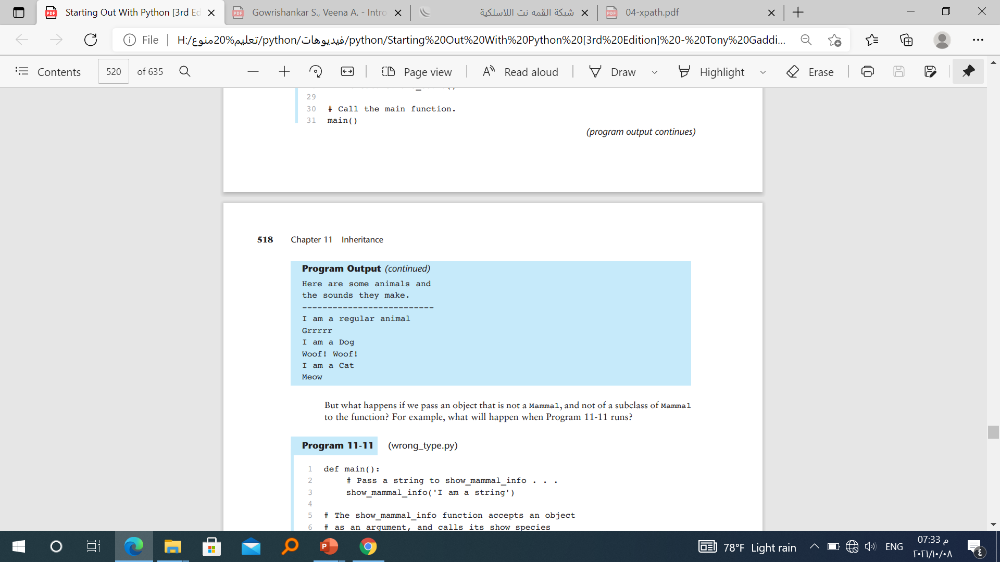 Starting Out With Python [3rd Ed
Gowrishankar S., Veena A. - Intro
شبكة القمه نت اللاسلكية
04-xpath.pdf
File
H:/تعليم%20منوع/python/فيديوهات/python/Starting%20Out%20With%20Python%20[3rd%20Edition]%20-%20Tony%20Gaddi...
Contents
520
of 635
Page view
Read aloud
Draw
Highlight
Erase
29
30 # Call the main function.
31 main()
(program output continues)
518 Chapter 11 Inheritance
Program Output (continued)
Here are some animals and
the sounds they make.
--------------------------
I am a regular animal
Grrrrr
I am a Dog
Woof! Woof!
I am a Cat
Meow
But what happens if we pass an object that is not a Mammal, and not of a subclass of Mammal
to the function? For example, what will happen when Program 11-11 runs?
Program 11-11 (wrong_type.py)
1 def main():
2 # Pass a string to show_mammal_info . . .
3 show_mammal_info('I am a string')
4
5 # The show_mammal_info function accepts an object
6 # as an argument, and calls its show species
78°F Light rain
ENG
07:33 م
٢٠٢١/١٠/٠٨
٤